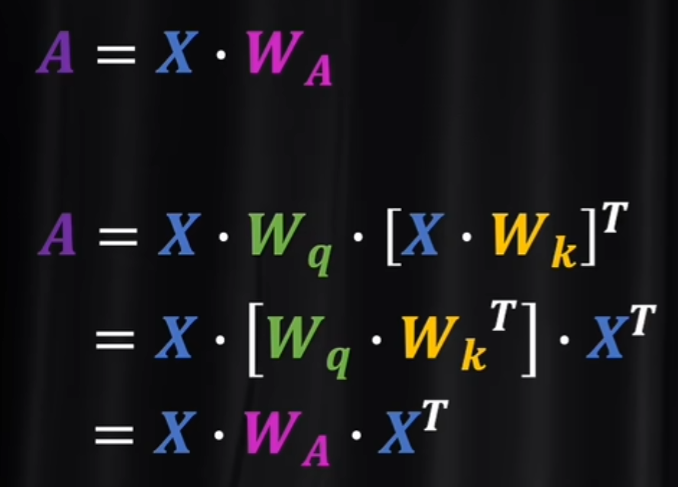 A = X · W_A
A = X · W_q · [X · W_k]^T
= X · [W_q · W_k^T] · X^T
= X · W_A · X^T